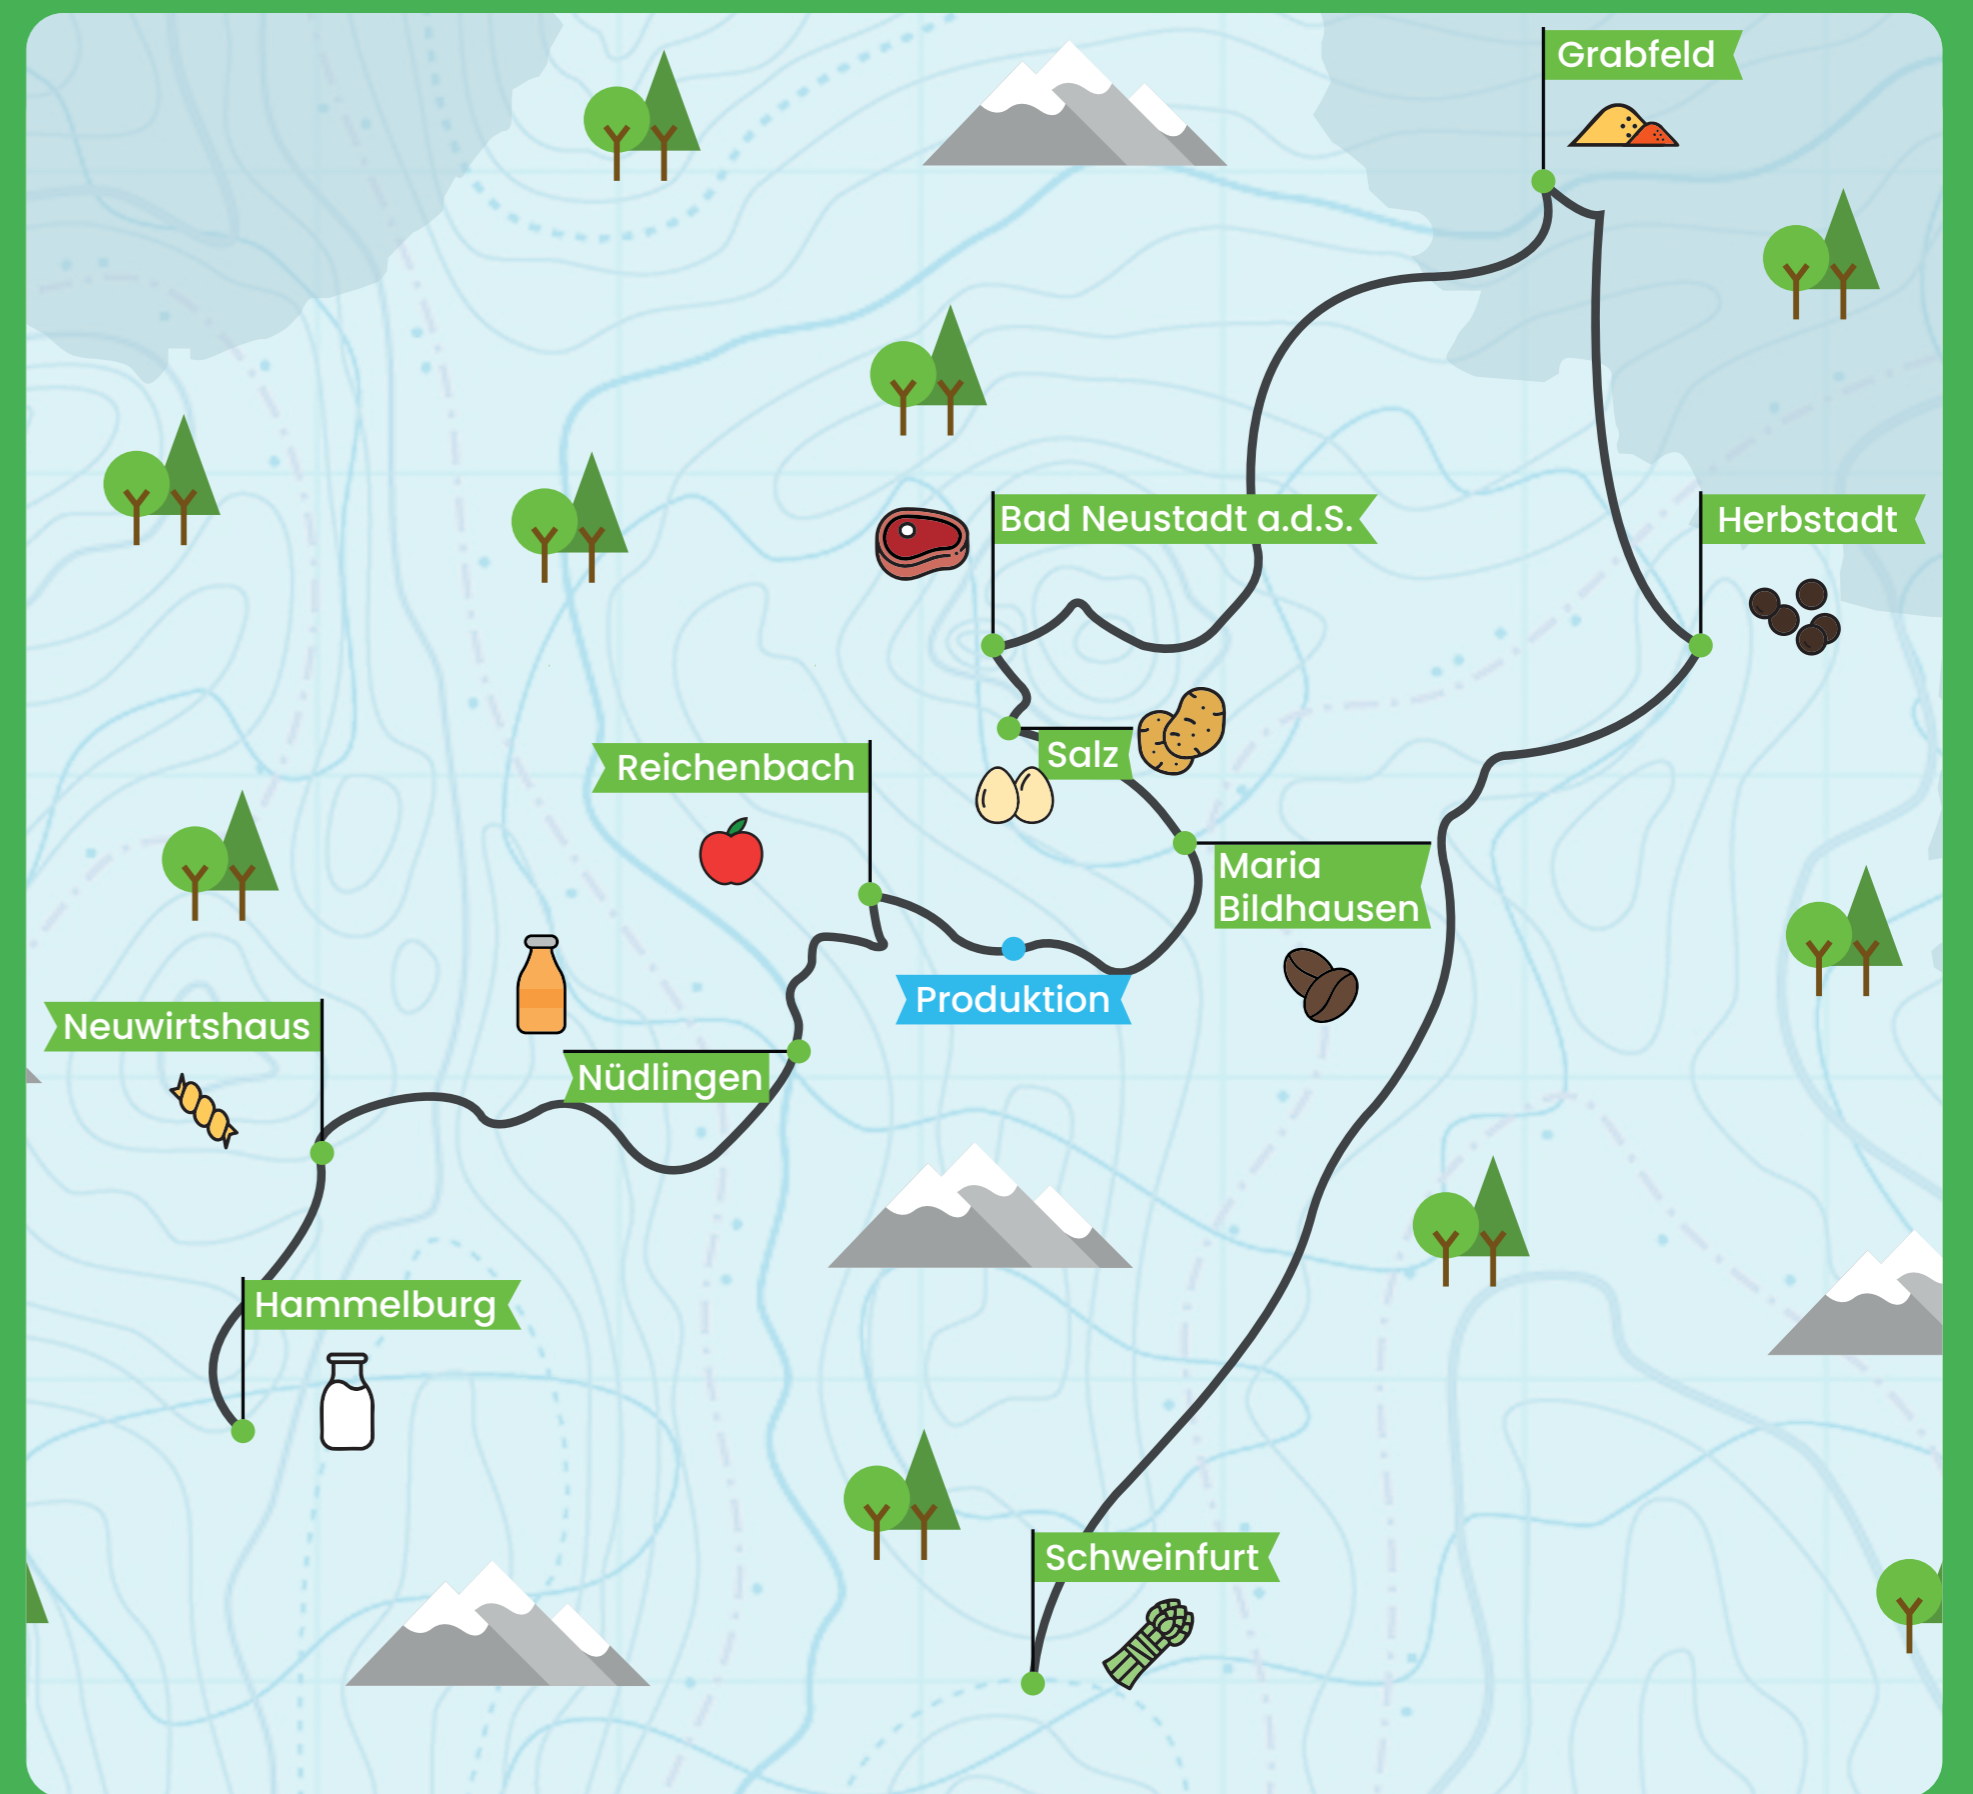 Grabfeld
Bad Neustadt a.d.S.
Herbstadt
Salz
Reichenbach
Maria
Bildhausen
Produktion
Neuwirtshaus
Nüdlingen
Hammelburg
Schweinfurt